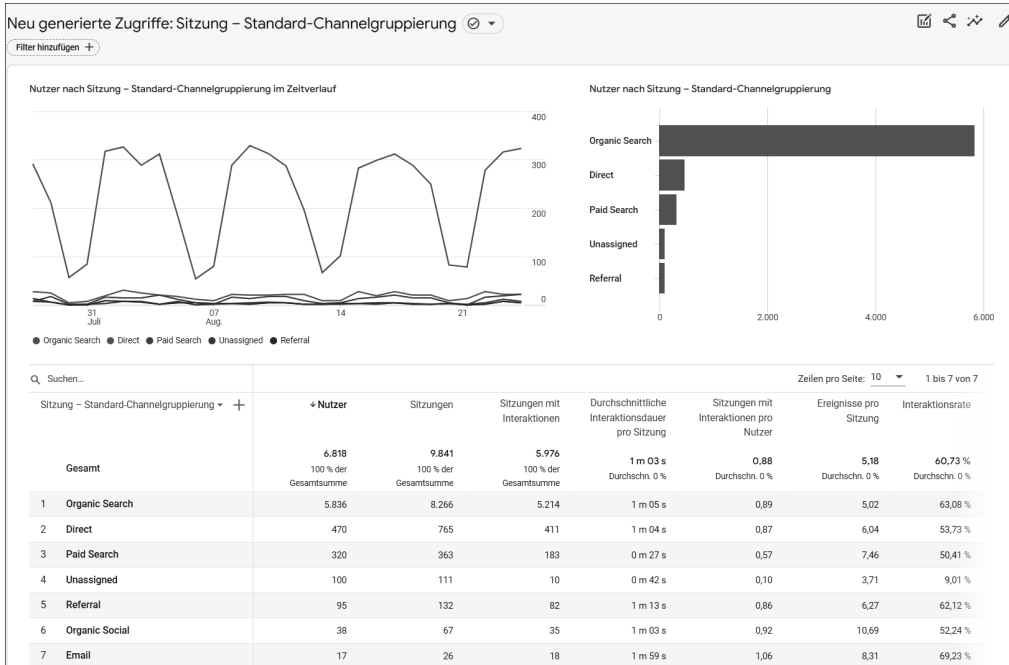 Neu generierte Zugriffe: Sitzung – Standard-Channelgruppierung
Filter hinzufügen +
Nutzer nach Sitzung – Standard-Channelgruppierung im Zeitverlauf
400
300
200
100
0
31
Juli
07
Aug.
14
21
Organic Search Direct Paid Search Unassigned Referral
Nutzer nach Sitzung – Standard-Channelgruppierung
Organic Search
Direct
Paid Search
Unassigned
Referral
0 2.000 4.000 6.000
Suchen...
Zeilen pro Seite: 10 1 bis 7 von 7
Sitzung – Standard-Channelgruppierung +
↓ Nutzer
Sitzungen
Sitzungen mit
Interaktionen
Durchschnittliche
Interaktionsdauer
pro Sitzung
Sitzungen mit
Interaktionen pro
Nutzer
Ereignisse pro
Sitzung
Interaktionsrate
Gesamt
6.818
100 % der
Gesamtsumme
9.841
100 % der
Gesamtsumme
5.976
100 % der
Gesamtsumme
1 m 03 s
Durchschn. 0 %
0,88
Durchschn. 0 %
5,18
Durchschn. 0 %
60,73 %
Durchschn. 0 %
1 Organic Search 5.836 8.266 5.214 1 m 05 s 0,89 5,02 63,08 %
2 Direct 470 765 411 1 m 04 s 0,87 6,04 53,73 %
3 Paid Search 320 363 183 0 m 27 s 0,57 7,46 50,41 %
4 Unassigned 100 111 10 0 m 42 s 0,10 3,71 9,01 %
5 Referral 95 132 82 1 m 13 s 0,86 6,27 62,12 %
6 Organic Social 38 67 35 1 m 03 s 0,92 10,69 52,24 %
7 Email 17 26 18 1 m 59 s 1,06 8,31 69,23 %